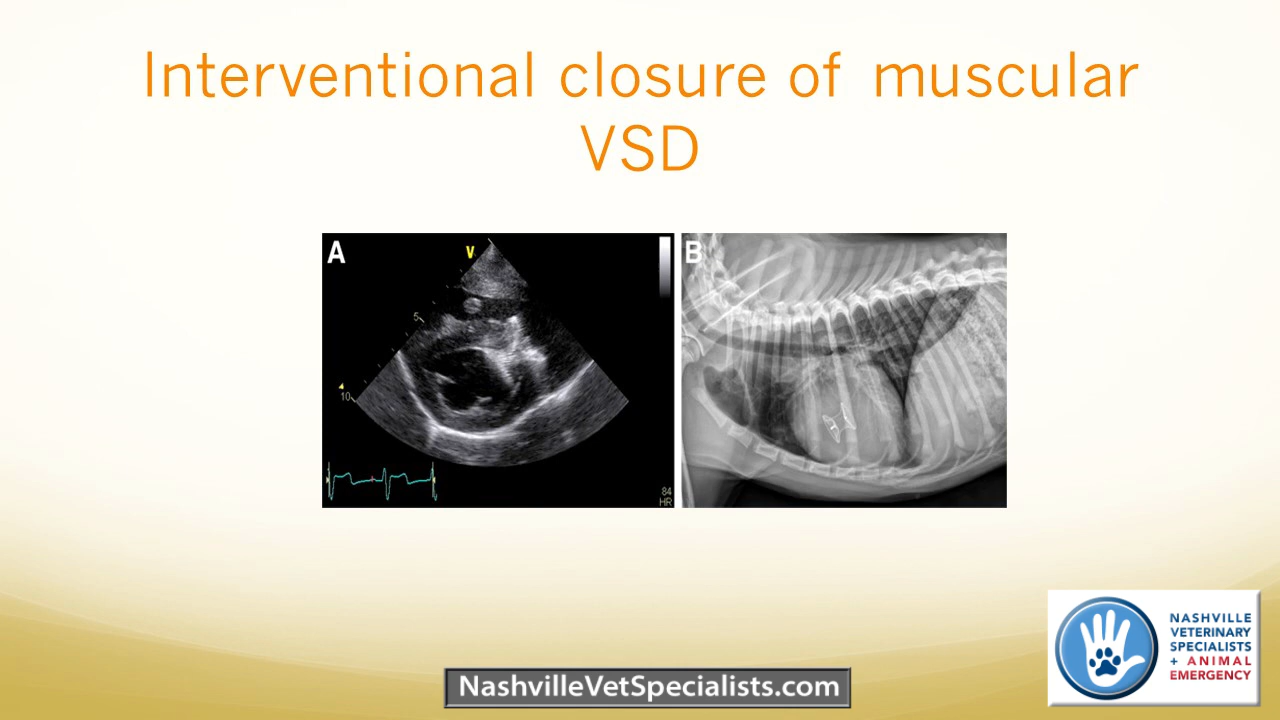 Interventional closure of muscular
VSD
A
V
5
10
84
HR
B
NASHVILLE
VETERINARY
SPECIALISTS
+ ANIMAL
EMERGENCY
NashvilleVetSpecialists.com